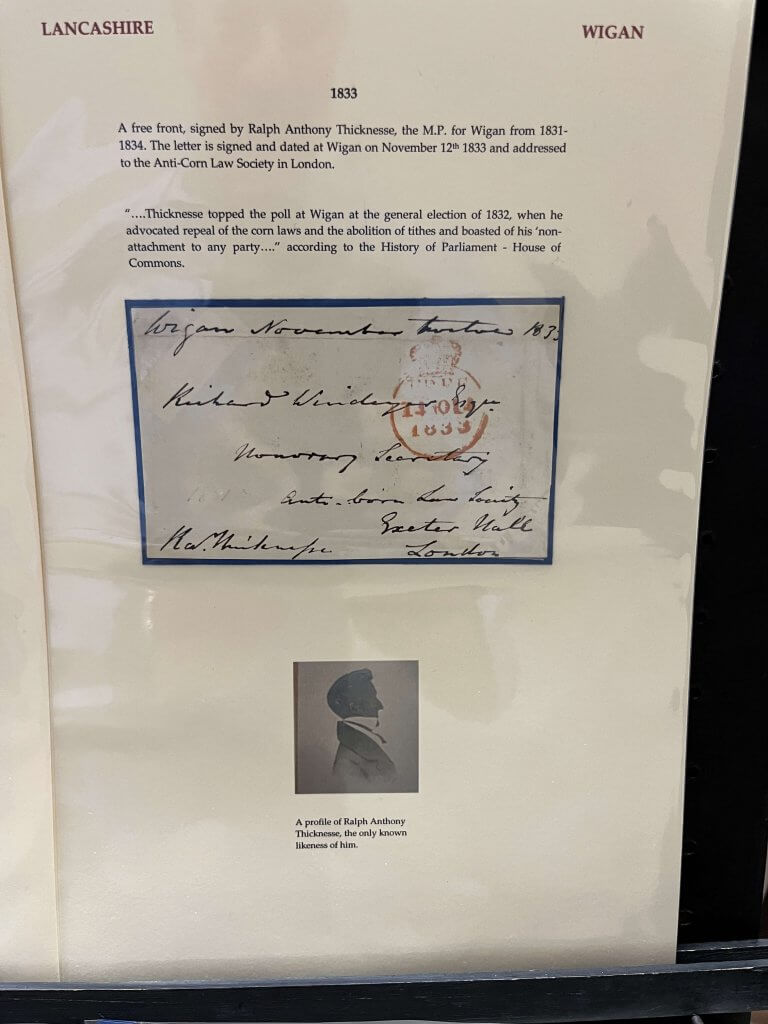 LANCASHIRE
WIGAN
1833
A free front, signed by Ralph Anthony Thicknesse, the M.P. for Wigan from 1831-
1834. The letter is signed and dated at Wigan on November 12th 1833 and addressed
to the Anti-Corn Law Society in London.
"….Thicknesse topped the poll at Wigan at the general election of 1832, when he
advocated repeal of the corn laws and the abolition of tithes and boasted of his 'non-
attachment to any party…." according to the History of Parliament - House of
Commons.
Wigan November twelve 1833
Richard Windeyer Esqr.
1833
Honorary Secretary
Anti-Corn Law Society
Exeter Hall
Ra. Thicknesse
London
A profile of Ralph Anthony
Thicknesse, the only known
likeness of him.